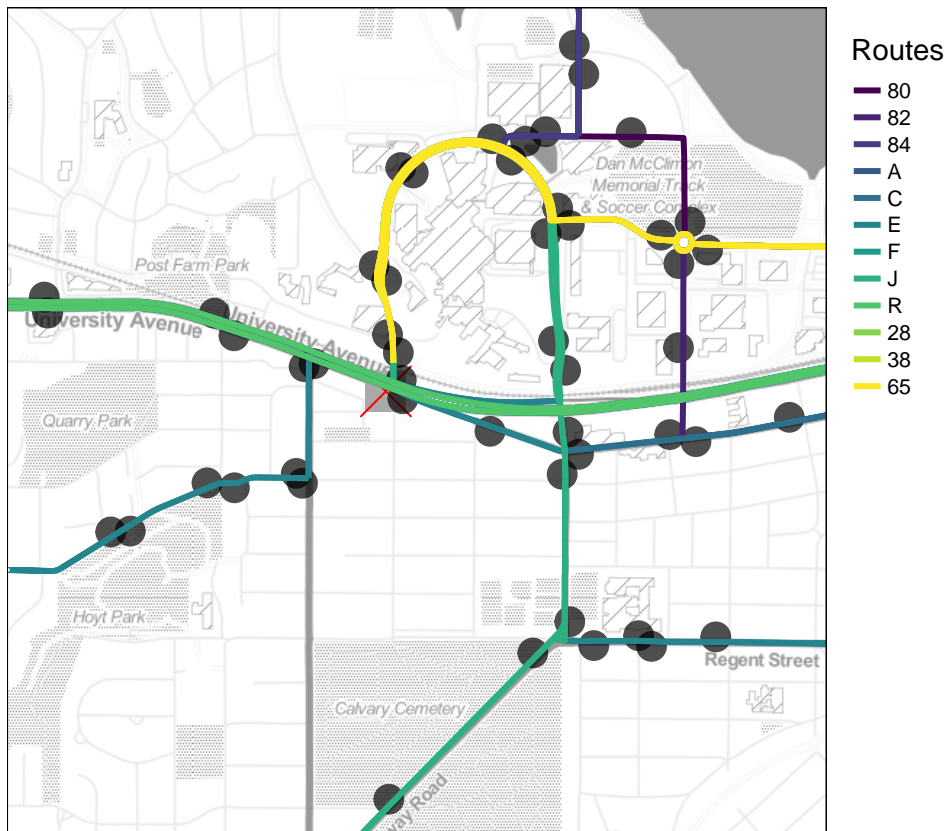 Routes
80
82
84
A
C
E
F
J
R
28
38
65
Dan McClimon
Memorial Track
& Soccer Complex
Post Farm Park
University Avenue
University Avenue
Quarry Park
Hoyt Park
Regent Street
Calvary Cemetery
way Road